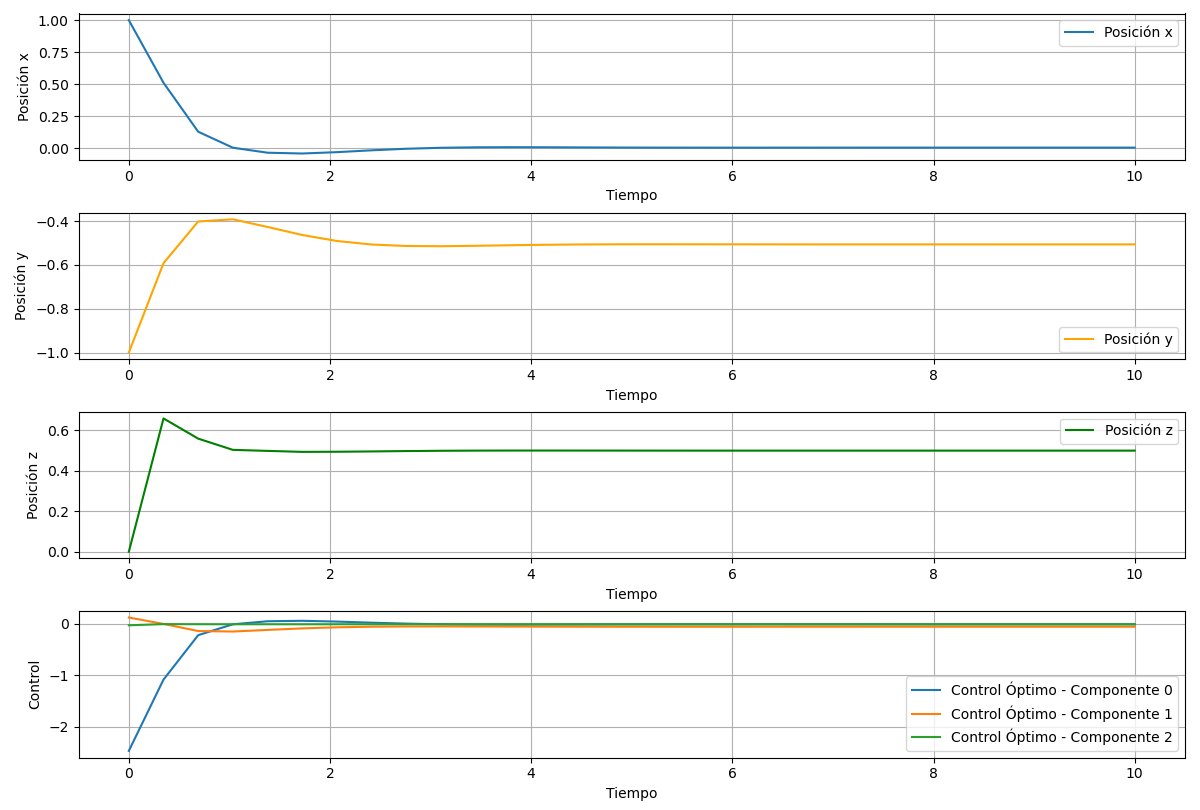 1.00
0.75
0.50
0.25
0.00
Posición x
Posición x
0 2 4 6 8 10
Tiempo
−0.4
−0.6
−0.8
−1.0
Posición y
Posición y
0 2 4 6 8 10
Tiempo
0.6
0.4
0.2
0.0
Posición z
Posición z
0 2 4 6 8 10
Tiempo
0
−1
−2
Control
Control Óptimo - Componente 0
Control Óptimo - Componente 1
Control Óptimo - Componente 2
0 2 4 6 8 10
Tiempo